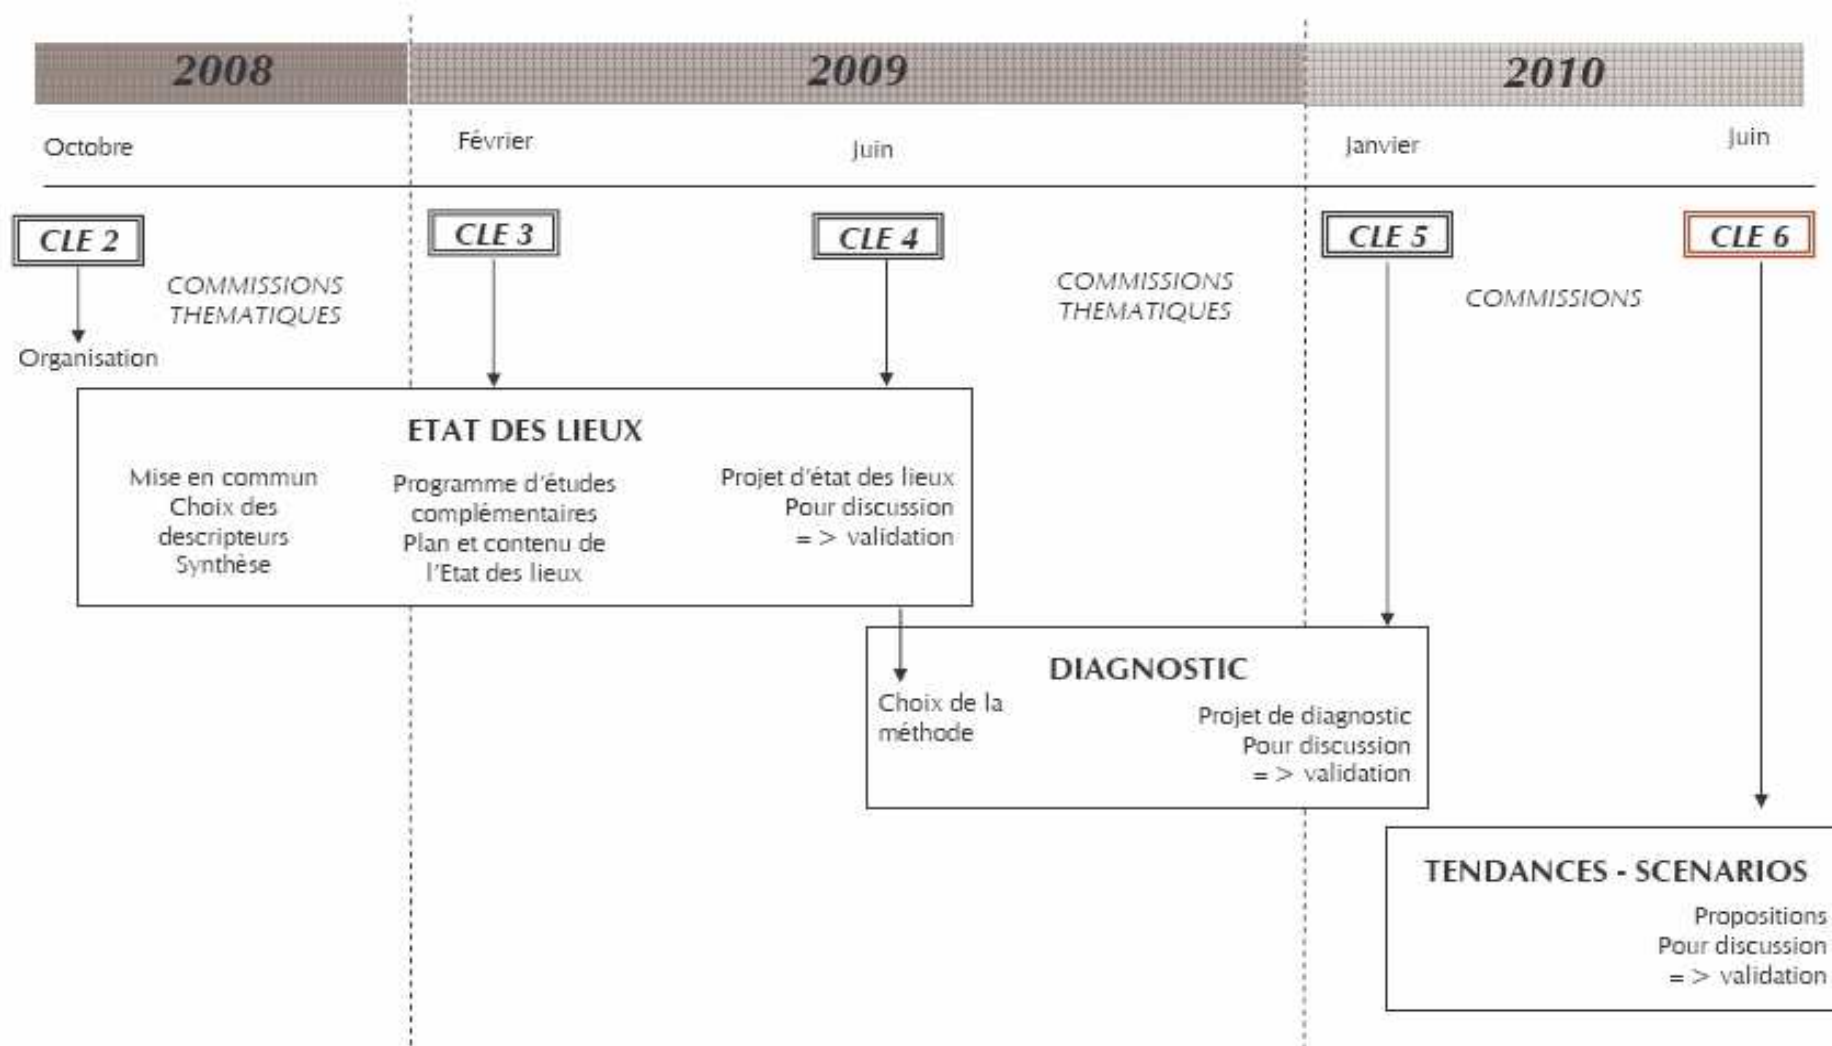 2008
2009
2010
Octobre
Février
Juin
Janvier
Juin
CLE 2
CLE 3
CLE 4
CLE 5
CLE 6
COMMISSIONS
THEMATIQUES
COMMISSIONS
THEMATIQUES
COMMISSIONS
Organisation
ETAT DES LIEUX
Mise en commun
Choix des
descripteurs
Synthèse
Programme d'études
complémentaires
Plan et contenu de
l'Etat des lieux
Projet d'état des lieux
Pour discussion
= > validation
DIAGNOSTIC
Choix de la
méthode
Projet de diagnostic
Pour discussion
= > validation
TENDANCES - SCENARIOS
Propositions
Pour discussion
= > validation